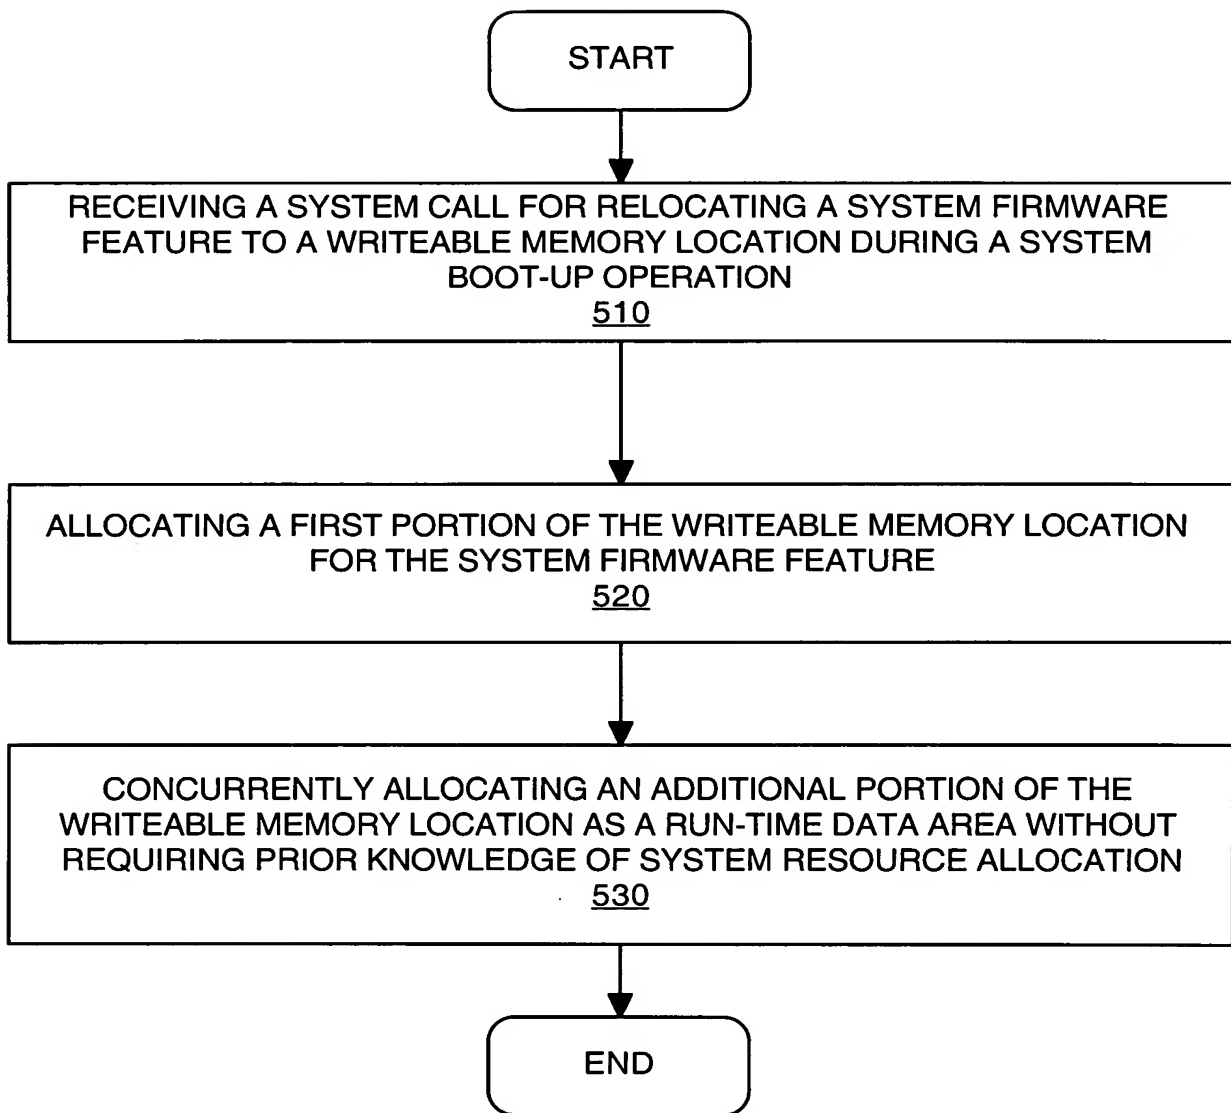 START
RECEIVING A SYSTEM CALL FOR RELOCATING A SYSTEM FIRMWARE
FEATURE TO A WRITEABLE MEMORY LOCATION DURING A SYSTEM
BOOT-UP OPERATION
510
ALLOCATING A FIRST PORTION OF THE WRITEABLE MEMORY LOCATION
FOR THE SYSTEM FIRMWARE FEATURE
520
CONCURRENTLY ALLOCATING AN ADDITIONAL PORTION OF THE
WRITEABLE MEMORY LOCATION AS A RUN-TIME DATA AREA WITHOUT
REQUIRING PRIOR KNOWLEDGE OF SYSTEM RESOURCE ALLOCATION
530
END